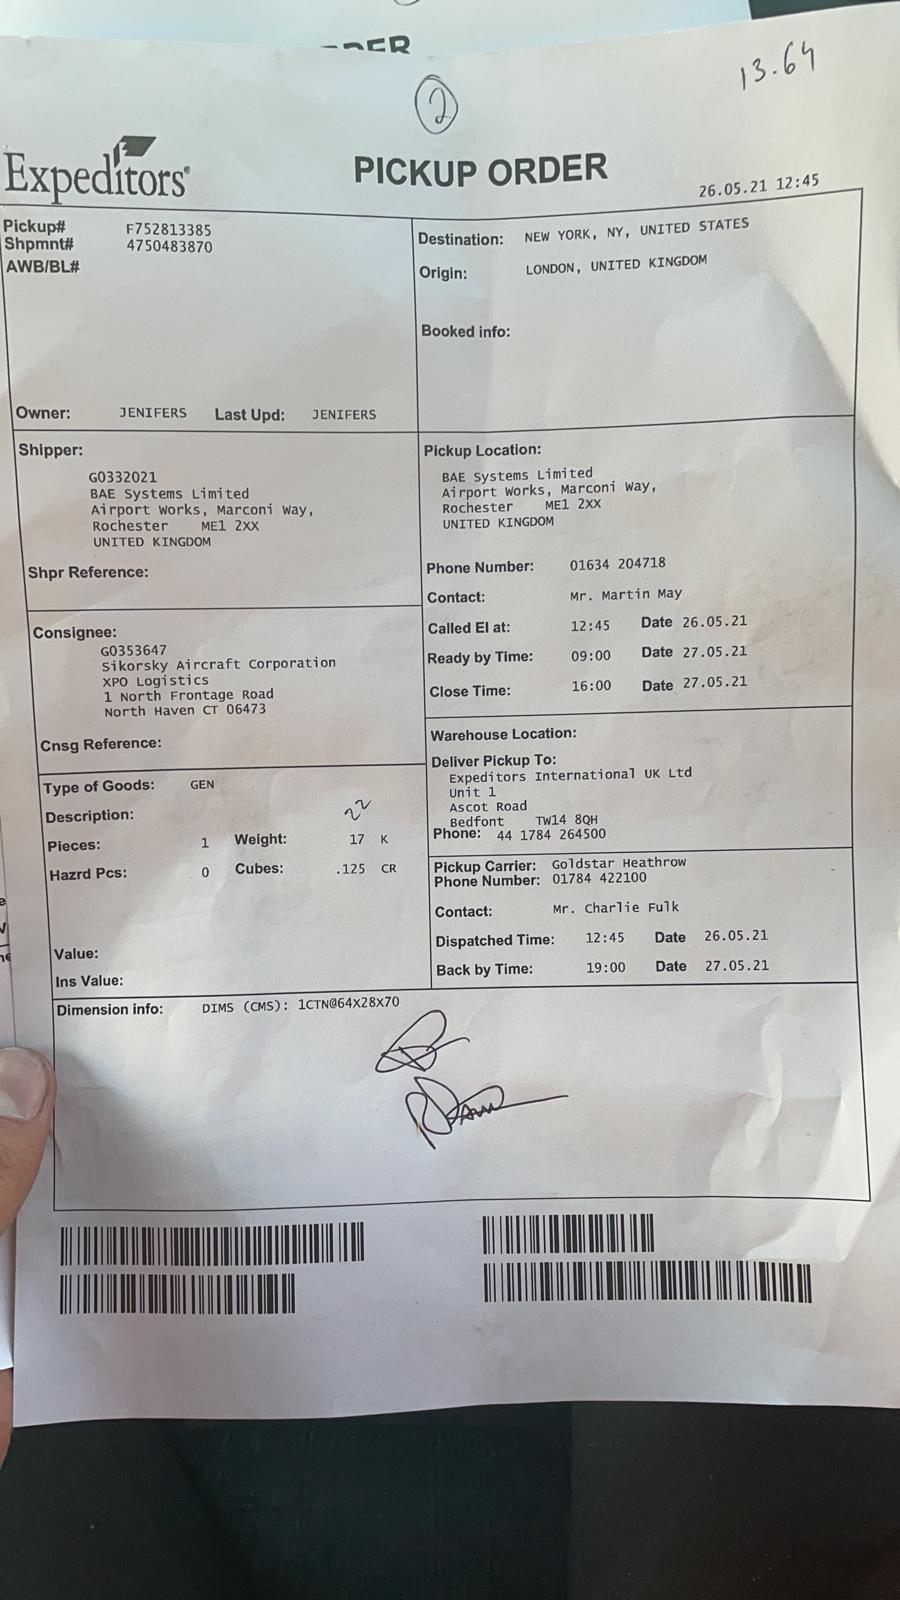 DER
13.64
2
Expeditors®
PICKUP ORDER
26.05.21 12:45
Pickup# F752813385
Shpmnt# 4750483870
AWB/BL#
Owner: JENIFERS Last Upd: JENIFERS
Destination: NEW YORK, NY, UNITED STATES
Origin: LONDON, UNITED KINGDOM
Booked info:
Shipper:
G0332021
BAE Systems Limited
Airport Works, Marconi Way,
Rochester ME1 2XX
UNITED KINGDOM
Shpr Reference:
Pickup Location:
BAE Systems Limited
Airport Works, Marconi Way,
Rochester ME1 2XX
UNITED KINGDOM
Phone Number: 01634 204718
Contact: Mr. Martin May
Called EI at: 12:45 Date 26.05.21
Ready by Time: 09:00 Date 27.05.21
Close Time: 16:00 Date 27.05.21
Consignee:
G0353647
Sikorsky Aircraft Corporation
XPO Logistics
1 North Frontage Road
North Haven CT 06473
Cnsg Reference:
Warehouse Location:
Deliver Pickup To:
Expeditors International UK Ltd
Unit 1
Ascot Road
Bedfont TW14 8QH
Phone: 44 1784 264500
Type of Goods: GEN
Description:
22
Pieces: 1 Weight: 17 K
Hazrd Pcs: 0 Cubes: .125 CR
Value:
Ins Value:
Pickup Carrier: Goldstar Heathrow
Phone Number: 01784 422100
Contact: Mr. Charlie Fulk
Dispatched Time: 12:45 Date 26.05.21
Back by Time: 19:00 Date 27.05.21
Dimension info: DIMS (CMS): 1CTN@64X28X70